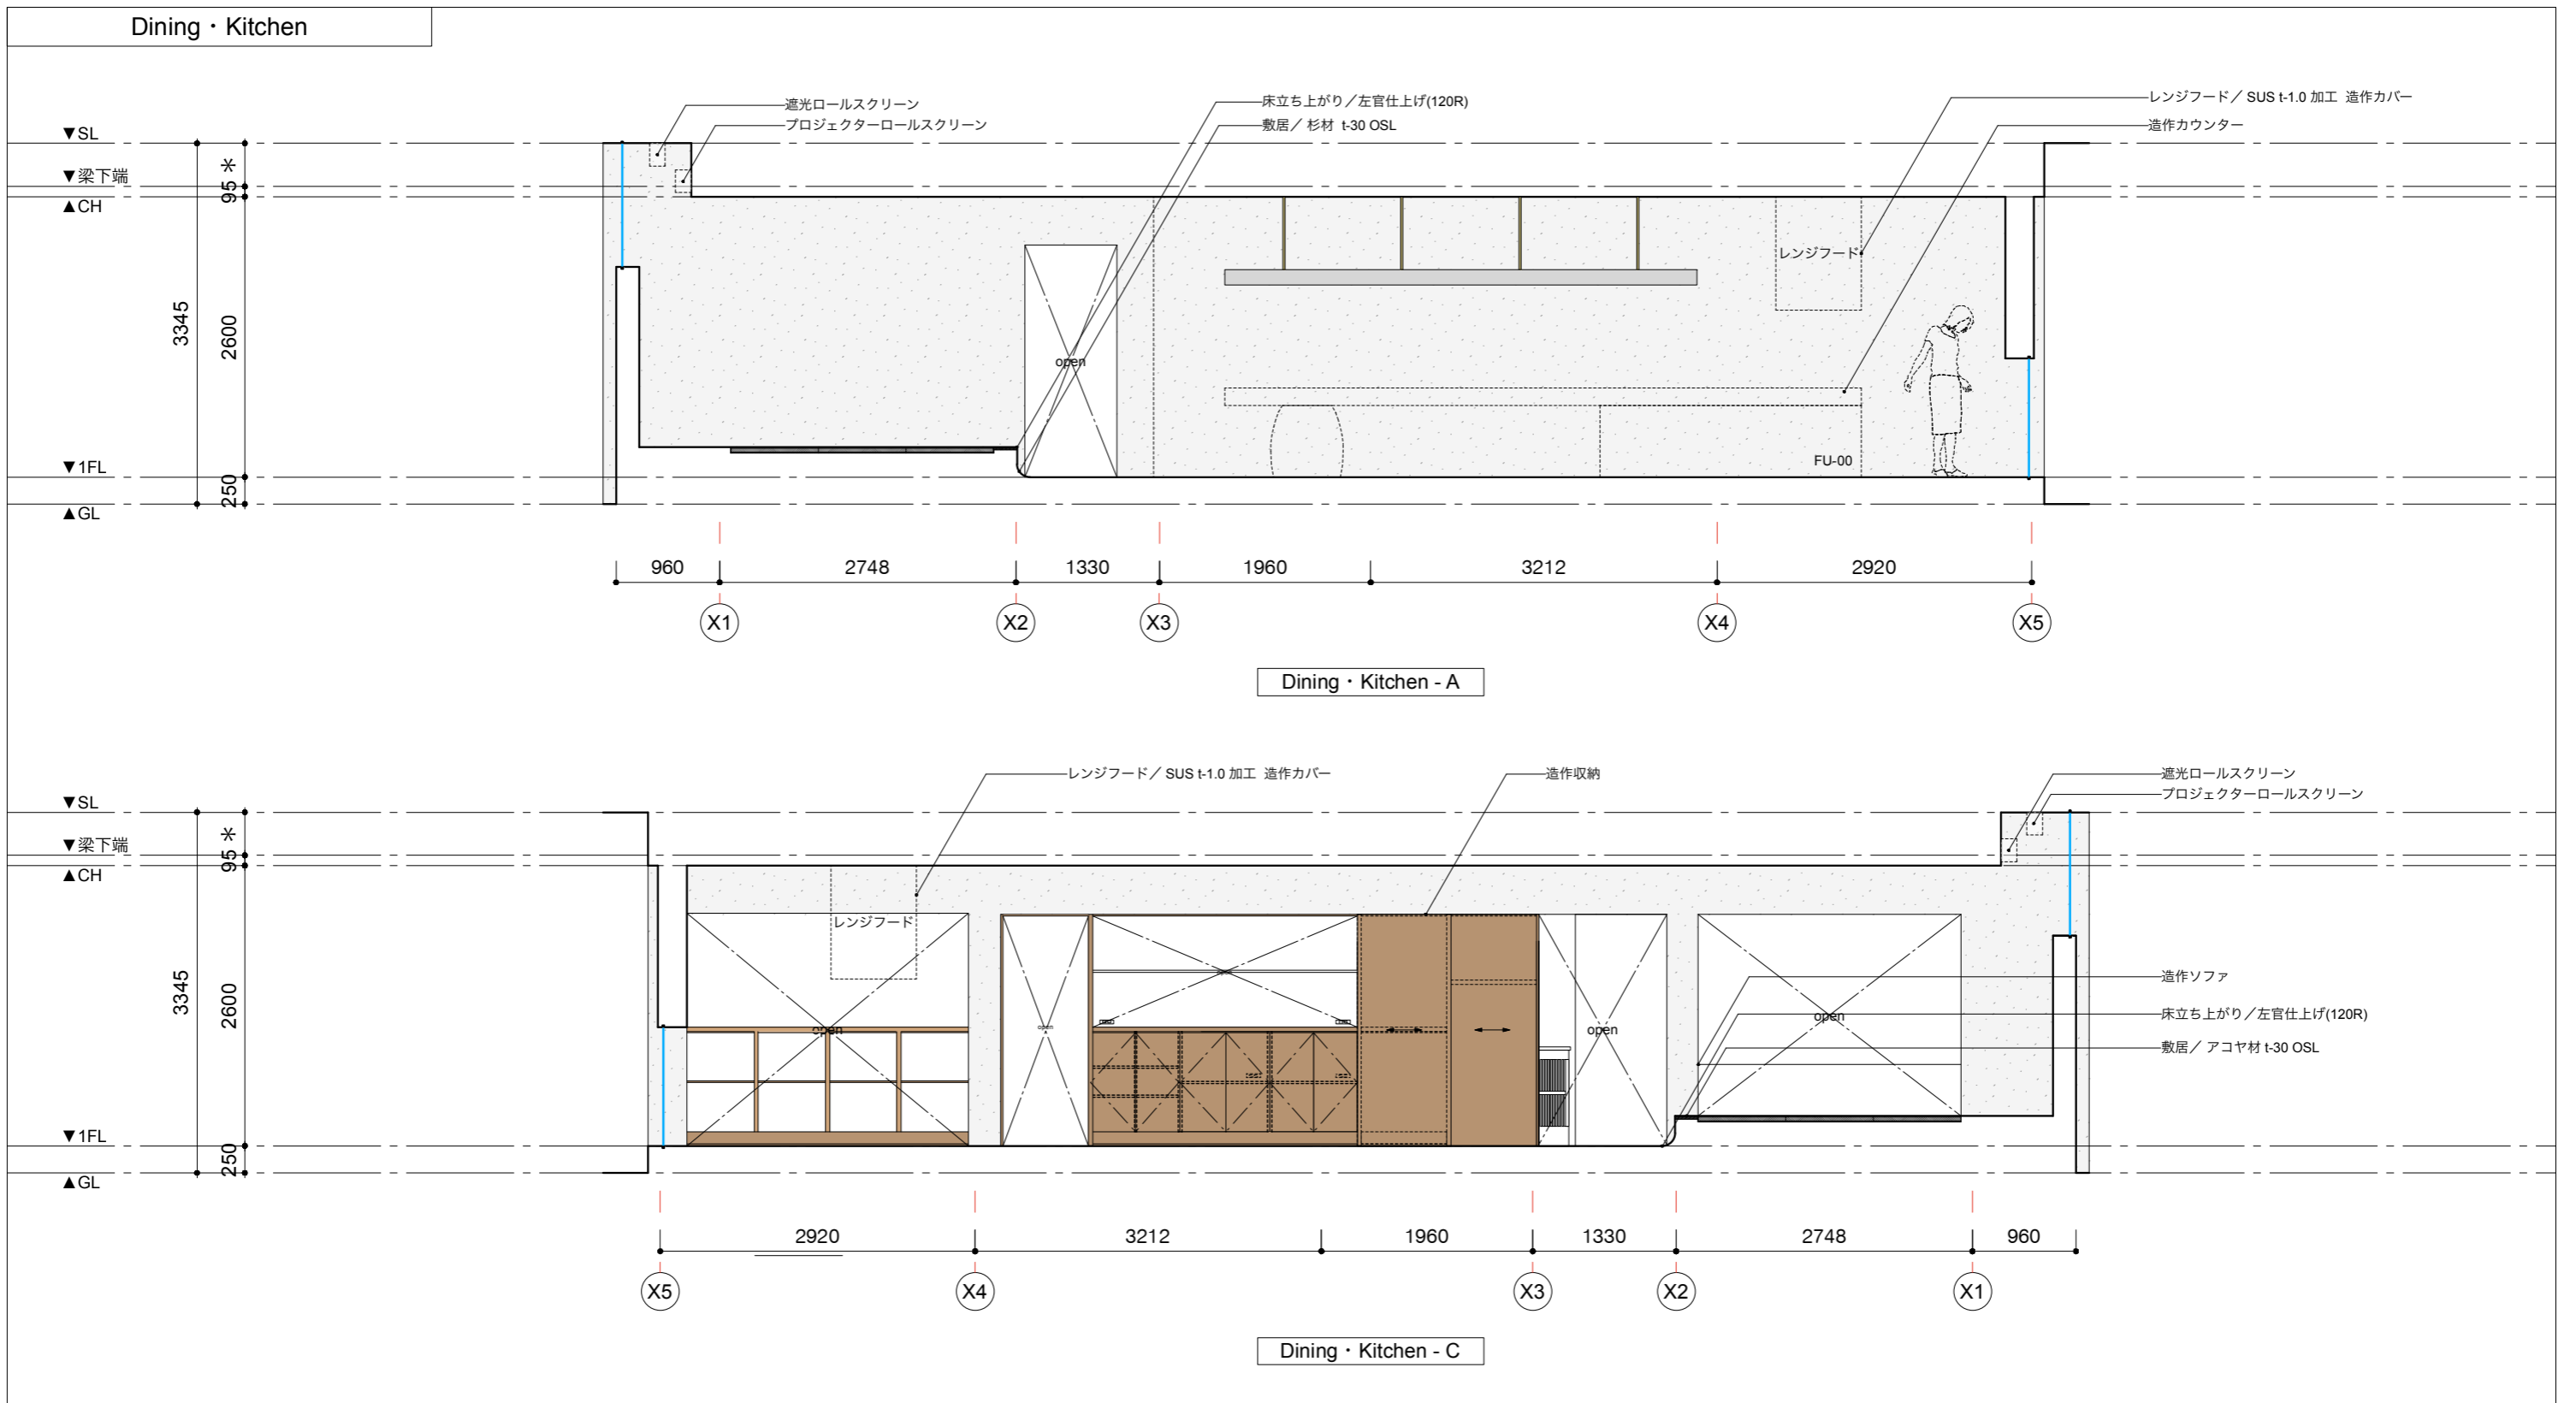 Dining・Kitchen
遮光ロールスクリーン
プロジェクターロールスクリーン
床立ち上がり／左官仕上げ(120R)
敷居／杉材 t-30 OSL
レンジフード／SUS t-1.0 加工 造作カバー
造作カウンター
▼SL
▼梁下端
▲CH
▼1FL
▲GL
3345
＊
95
2600
250
open
レンジフード
FU-00
960
2748
1330
1960
3212
2920
X1
X2
X3
X4
X5
Dining・Kitchen - A
レンジフード／SUS t-1.0 加工 造作カバー
造作収納
遮光ロールスクリーン
プロジェクターロールスクリーン
▼SL
▼梁下端
▲CH
▼1FL
▲GL
3345
＊
95
2600
250
レンジフード
open
open
open
open
造作ソファ
床立ち上がり／左官仕上げ(120R)
敷居／アコヤ材 t-30 OSL
2920
3212
1960
1330
2748
960
X5
X4
X3
X2
X1
Dining・Kitchen - C